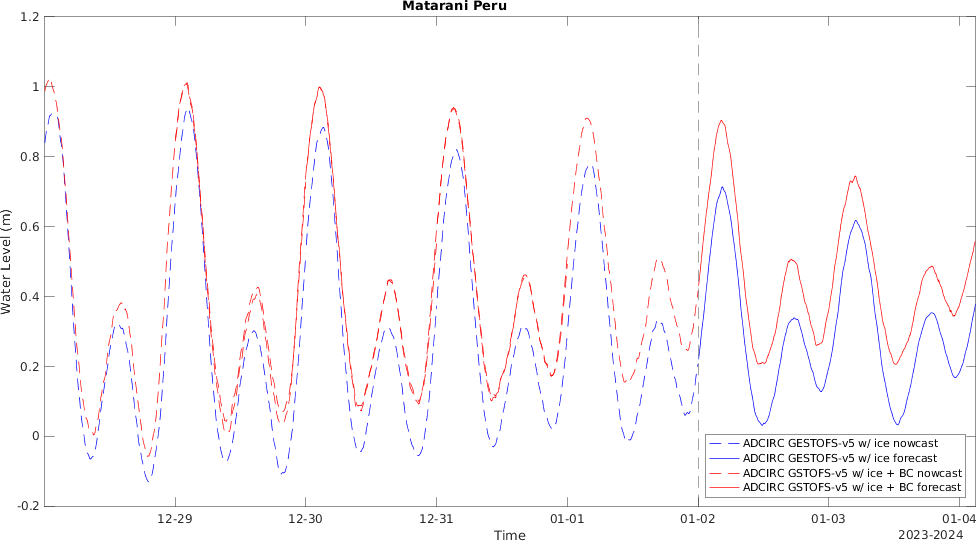 Matarani Peru
1.2
1
0.8
0.6
0.4
0.2
0
-0.2
Water Level (m)
12-29
12-30
12-31
01-01
01-02
01-03
01-04
Time
2023-2024
ADCIRC GESTOFS-v5 w/ ice nowcast
ADCIRC GESTOFS-v5 w/ ice forecast
ADCIRC GSTOFS-v5 w/ ice + BC nowcast
ADCIRC GSTOFS-v5 w/ ice + BC forecast